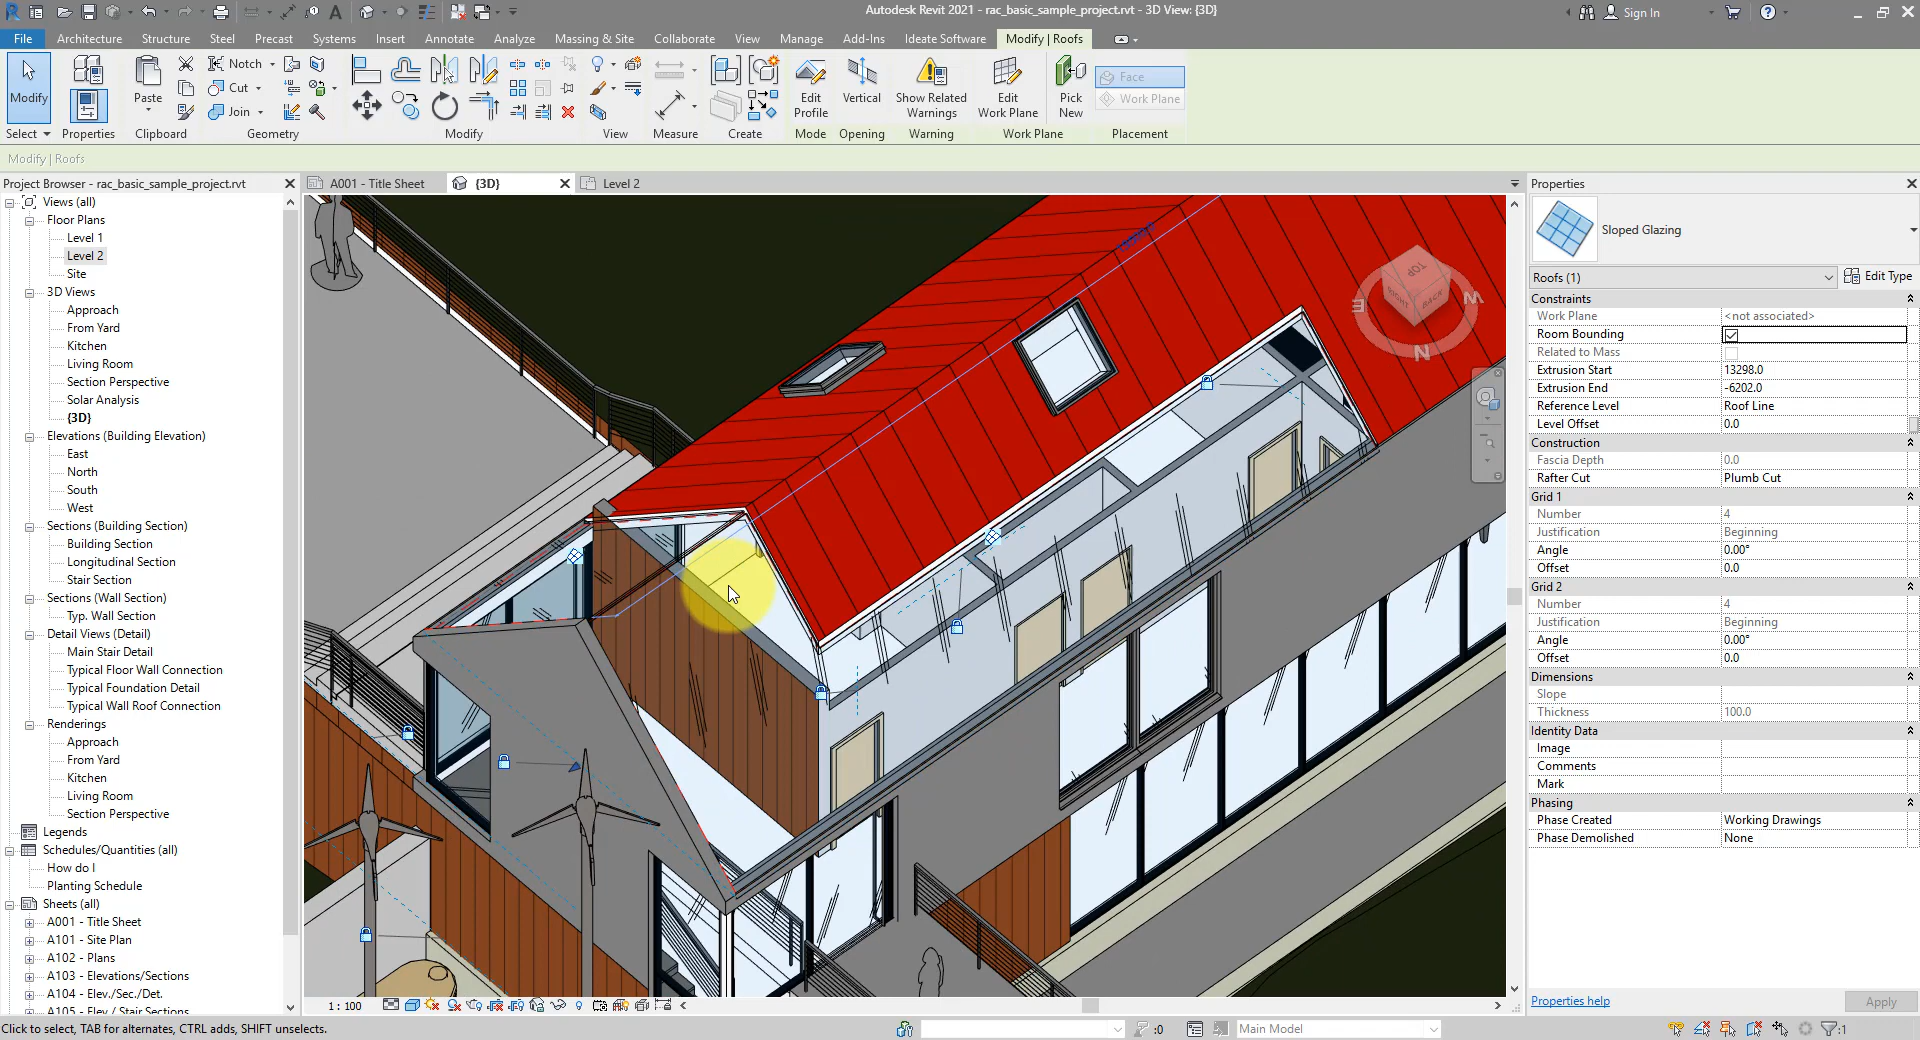 Autodesk Revit 2021 - rac_basic_sample_project.rvt - 3D View: {3D}
Sign In
File Architecture Structure Steel Precast Systems Insert Annotate Analyze Massing & Site Collaborate View Manage Add-Ins Ideate Software Modify | Roofs
Notch
Face
Cut
Work Plane
Modify
Paste
Join
Edit Profile
Vertical
Show Related Warnings
Edit Work Plane
Pick New
Select
Properties
Clipboard
Geometry
Modify
View
Measure
Create
Mode
Opening
Warning
Work Plane
Placement
Modify | Roofs
Project Browser - rac_basic_sample_project.rvt
A001 - Title Sheet
{3D}
Level 2
Views (all)
Floor Plans
Level 1
Level 2
Site
3D Views
Approach
From Yard
Kitchen
Living Room
Section Perspective
Solar Analysis
{3D}
Elevations (Building Elevation)
East
North
South
West
Sections (Building Section)
Building Section
Longitudinal Section
Stair Section
Sections (Wall Section)
Typ. Wall Section
Detail Views (Detail)
Main Stair Detail
Typical Floor Wall Connection
Typical Foundation Detail
Typical Wall Roof Connection
Renderings
Approach
From Yard
Kitchen
Living Room
Section Perspective
Legends
Schedules/Quantities (all)
How do I
Planting Schedule
Sheets (all)
A001 - Title Sheet
A101 - Site Plan
A102 - Plans
A103 - Elevations/Sections
A104 - Elev./Sec./Det.
A105 - Elev./ Stair Sections
TOP
RIGHT
BACK
E
W
N
1 : 100
Properties
Sloped Glazing
Roofs (1)
Edit Type
Constraints
Work Plane <not associated>
Room Bounding
Related to Mass
Extrusion Start 13298.0
Extrusion End -6202.0
Reference Level Roof Line
Level Offset 0.0
Construction
Fascia Depth 0.0
Rafter Cut Plumb Cut
Grid 1
Number 4
Justification Beginning
Angle 0.00°
Offset 0.0
Grid 2
Number 4
Justification Beginning
Angle 0.00°
Offset 0.0
Dimensions
Slope
Thickness 100.0
Identity Data
Image
Comments
Mark
Phasing
Phase Created Working Drawings
Phase Demolished None
Properties help
Apply
Click to select, TAB for alternates, CTRL adds, SHIFT unselects.
:0
Main Model
:1